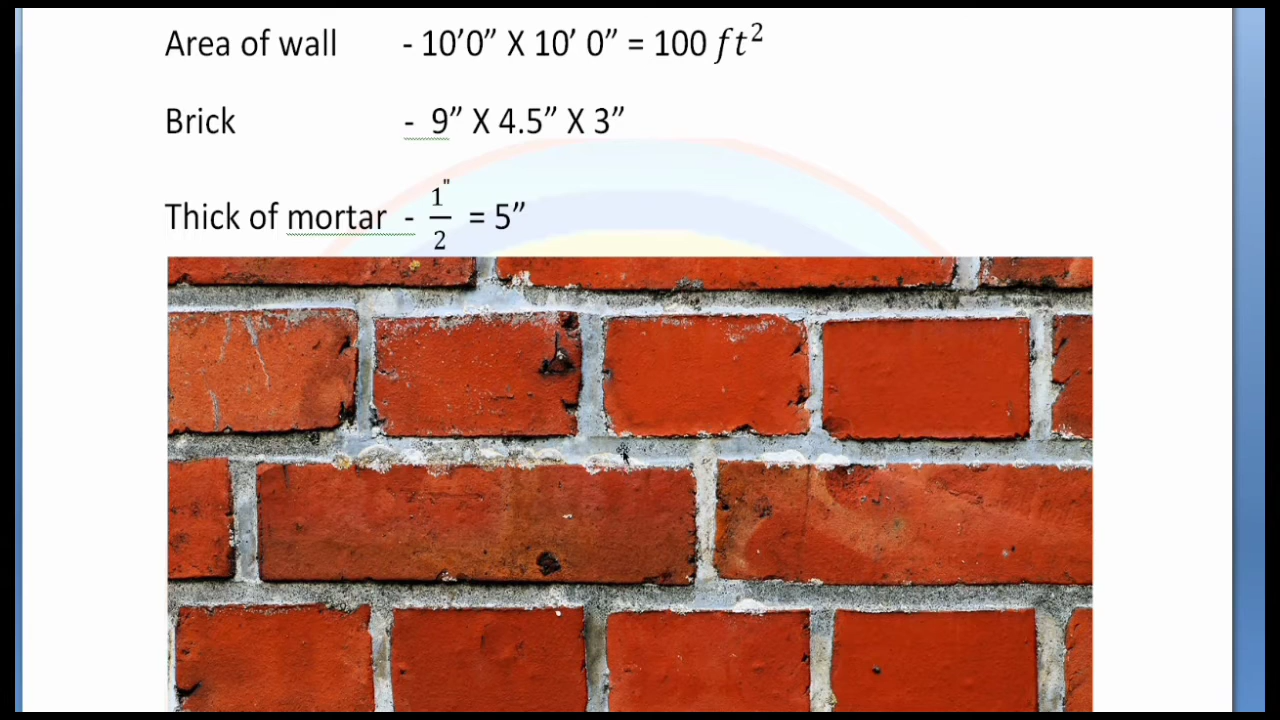 Area of wall - 10’0” X 10’ 0” = 100 ft²
Brick - 9” X 4.5” X 3”
Thick of mortar - 1"/2 = 5”